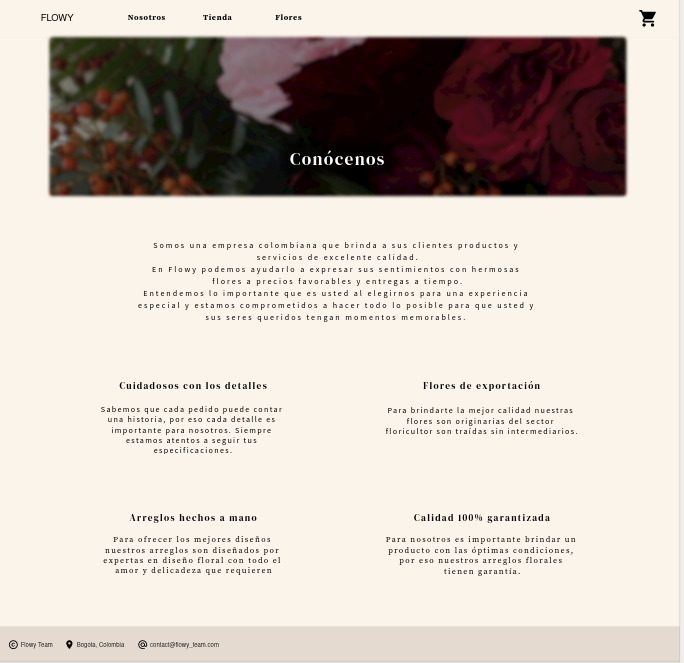 FLOWY Nosotros Tienda Flores
Conócenos
Somos una empresa colombiana que brinda a sus clientes productos y
servicios de excelente calidad.
En Flowy podemos ayudarlo a expresar sus sentimientos con hermosas
flores a precios favorables y entregas a tiempo.
Entendemos lo importante que es usted al elegirnos para una experiencia
especial y estamos comprometidos a hacer todo lo posible para que usted y
sus seres queridos tengan momentos memorables.
Cuidadosos con los detalles
Sabemos que cada pedido puede contar
una historia, por eso cada detalle es
importante para nosotros. Siempre
estamos atentos a seguir tus
especificaciones.
Flores de exportación
Para brindarte la mejor calidad nuestras
flores son originarias del sector
floricultor son traídas sin intermediarios.
Arreglos hechos a mano
Para ofrecer los mejores diseños
nuestros arreglos son diseñados por
expertas en diseño floral con todo el
amor y delicadeza que requieren
Calidad 100% garantizada
Para nosotros es importante brindar un
producto con las óptimas condiciones,
por eso nuestros arreglos florales
tienen garantía.
© Flowy Team Bogota, Colombia @ contact@flowy_team.com